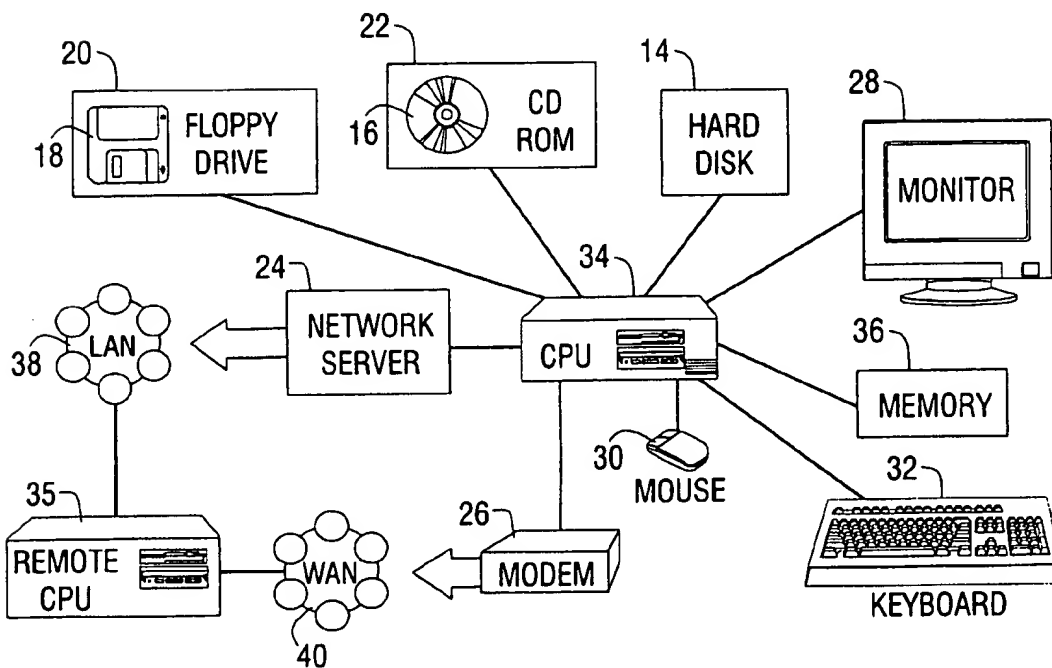 20
22
14
28
18
FLOPPY
DRIVE
16
CD
ROM
HARD
DISK
MONITOR
24
34
38
LAN
NETWORK
SERVER
CPU
36
MEMORY
30
MOUSE
32
KEYBOARD
35
REMOTE
CPU
WAN
40
26
MODEM